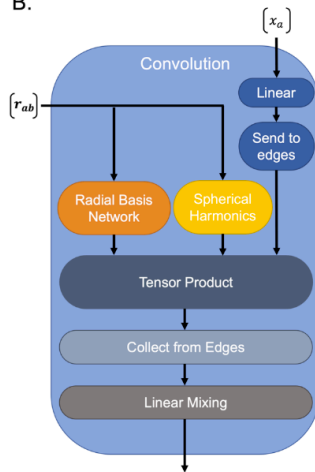 B.
{x_a}
Convolution
Linear
{r_ab}
Send to
edges
Radial Basis
Network
Spherical
Harmonics
Tensor Product
Collect from Edges
Linear Mixing